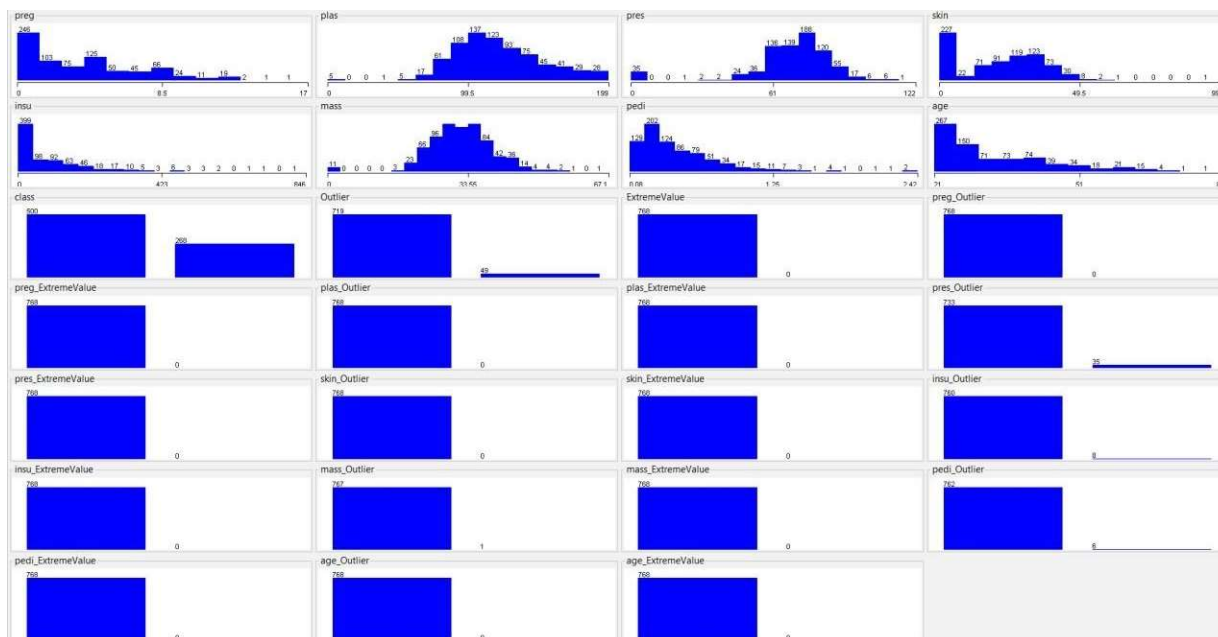 preg plas pres skin
246 103 75 125 50 45 66 24 11 19 2 1 1
5 0 0 1 5 17 61 108 137 123 93 75 45 41 29 26
35 0 0 1 2 2 24 36 136 139 188 120 55 17 6 6 1
227 22 71 91 119 123 73 39 8 2 1 0 0 0 0 1
0 8.5 17 0 99.5 199 0 61 122 0 49.5
insu mass pedi age
399 98 92 63 46 18 17 10 5 3 6 3 3 2 0 1 1 0 1
11 0 0 0 0 3 23 66 96 84 42 36 14 4 4 2 1 0 1
129 202 124 86 79 51 34 17 15 11 7 3 1 4 1 0 1 1 2
267 150 71 73 74 39 34 18 21 15 4 1 1
0 423 846 0 33.55 67.1 0.08 1.25 2.42 21 51
class Outlier ExtremeValue preg_Outlier
500 268 719 49 768 0 768 0
preg_ExtremeValue plas_Outlier plas_ExtremeValue pres_Outlier
768 0 768 0 768 0 733 35
pres_ExtremeValue skin_Outlier skin_ExtremeValue insu_Outlier
768 0 768 0 768 0 760 8
insu_ExtremeValue mass_Outlier mass_ExtremeValue pedi_Outlier
768 0 767 1 768 0 762 6
pedi_ExtremeValue age_Outlier age_ExtremeValue
768 0 768 768 0